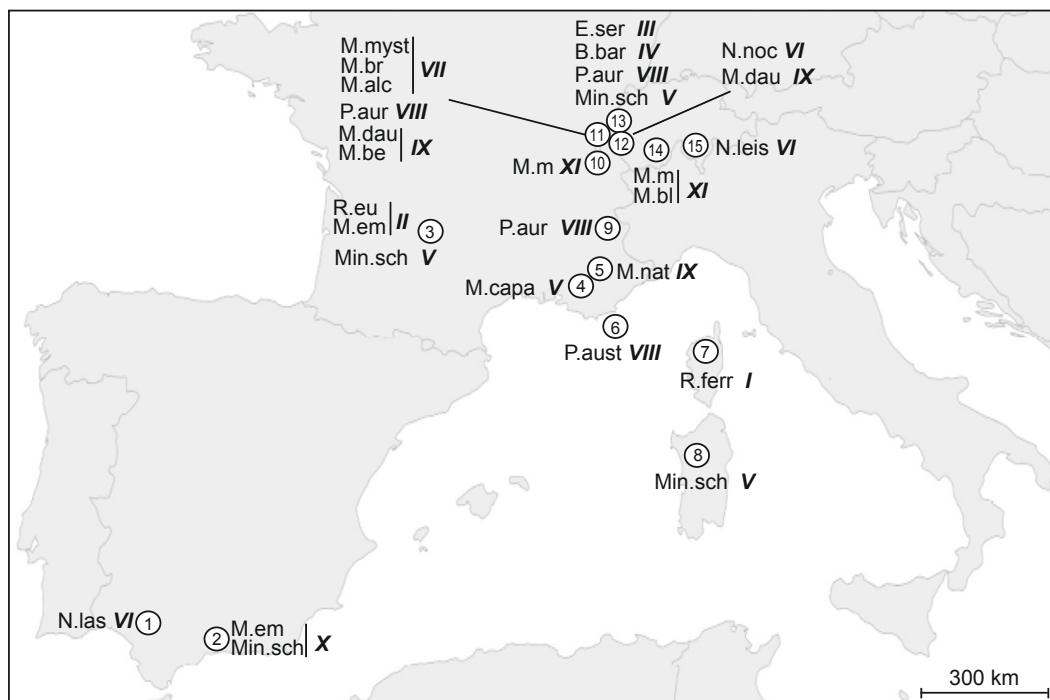 M.myst
M.br VII
M.alc
P.aur VIII
M.dau IX
M.be
E.ser III
B.bar IV
P.aur VIII
Min.sch V
N.noc VI
M.dau IX
13
11
12
14
15
N.leis VI
10
M.m XI
M.m XI
M.bl
R.eu II
M.em
3
Min.sch V
P.aur VIII
9
5
M.nat IX
M.capa V
4
6
P.aust VIII
7
R.ferr I
8
Min.sch V
N.las VI
1
2
M.em X
Min.sch
300 km